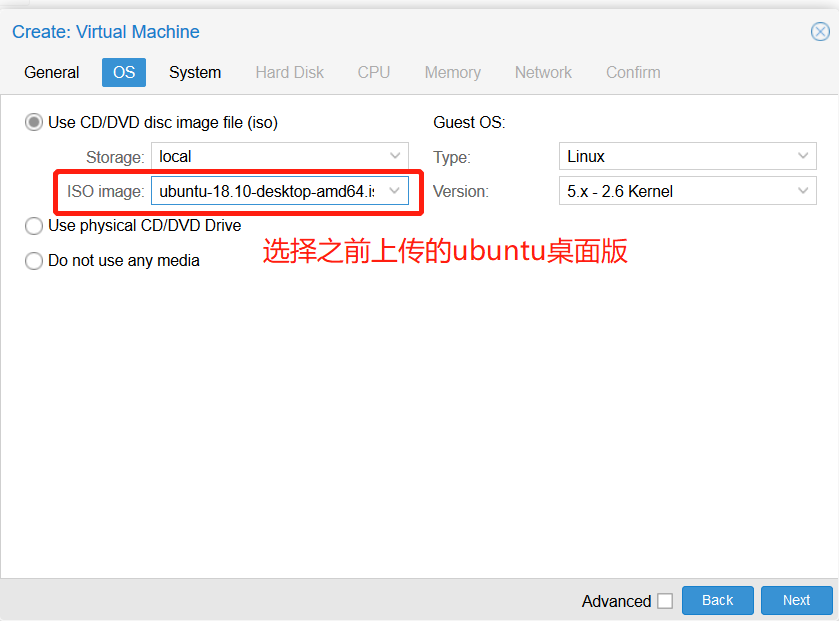 Create: Virtual Machine
General OS System Hard Disk CPU Memory Network Confirm
Use CD/DVD disc image file (iso) Guest OS:
Storage: local Type: Linux
ISO image: ubuntu-18.10-desktop-amd64.is Version: 5.x - 2.6 Kernel
Use physical CD/DVD Drive
选择之前上传的ubuntu桌面版
Do not use any media
Advanced Back Next